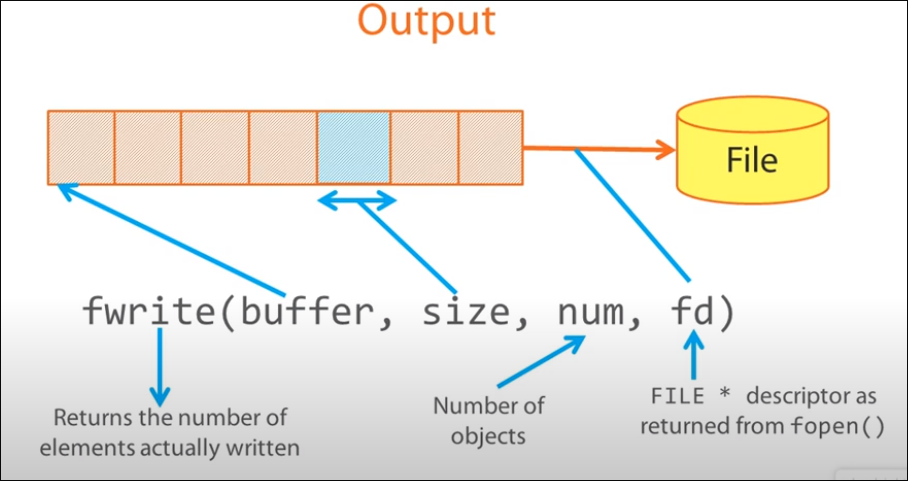 Output
File
fwrite(buffer, size, num, fd)
Returns the number of
elements actually written
Number of
objects
FILE * descriptor as
returned from fopen()